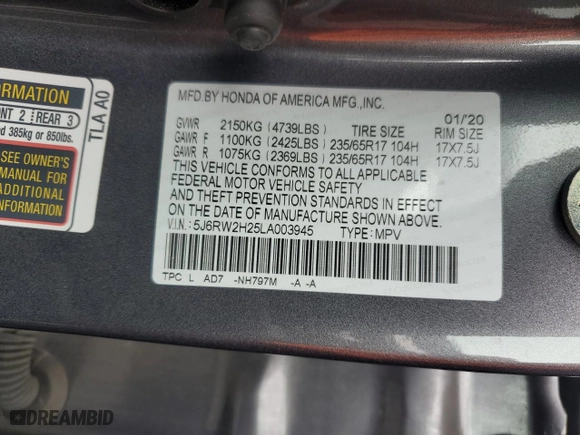 ORMATION
NT 2 REAR 3
d 385kg or 850lbs.
SEE OWNER'S
MANUAL FOR
ADDITIONAL
INFORMATION
TLA A0
MFD.BY HONDA OF AMERICA MFG.,INC.
01/20
GVWR 2150KG (4739LBS) TIRE SIZE RIM SIZE
GAWR F 1100KG (2425LBS) 235/65R17 104H 17X7.5J
GAWR R 1075KG (2369LBS) 235/65R17 104H 17X7.5J
THIS VEHICLE CONFORMS TO ALL APPLICABLE
FEDERAL MOTOR VEHICLE SAFETY
AND THEFT PREVENTION STANDARDS IN EFFECT
ON THE DATE OF MANUFACTURE SHOWN ABOVE.
V.I.N.: 5J6RW2H25LA003945 TYPE: MPV
TPC L AD7 -NH797M -A -A
DREAMBID